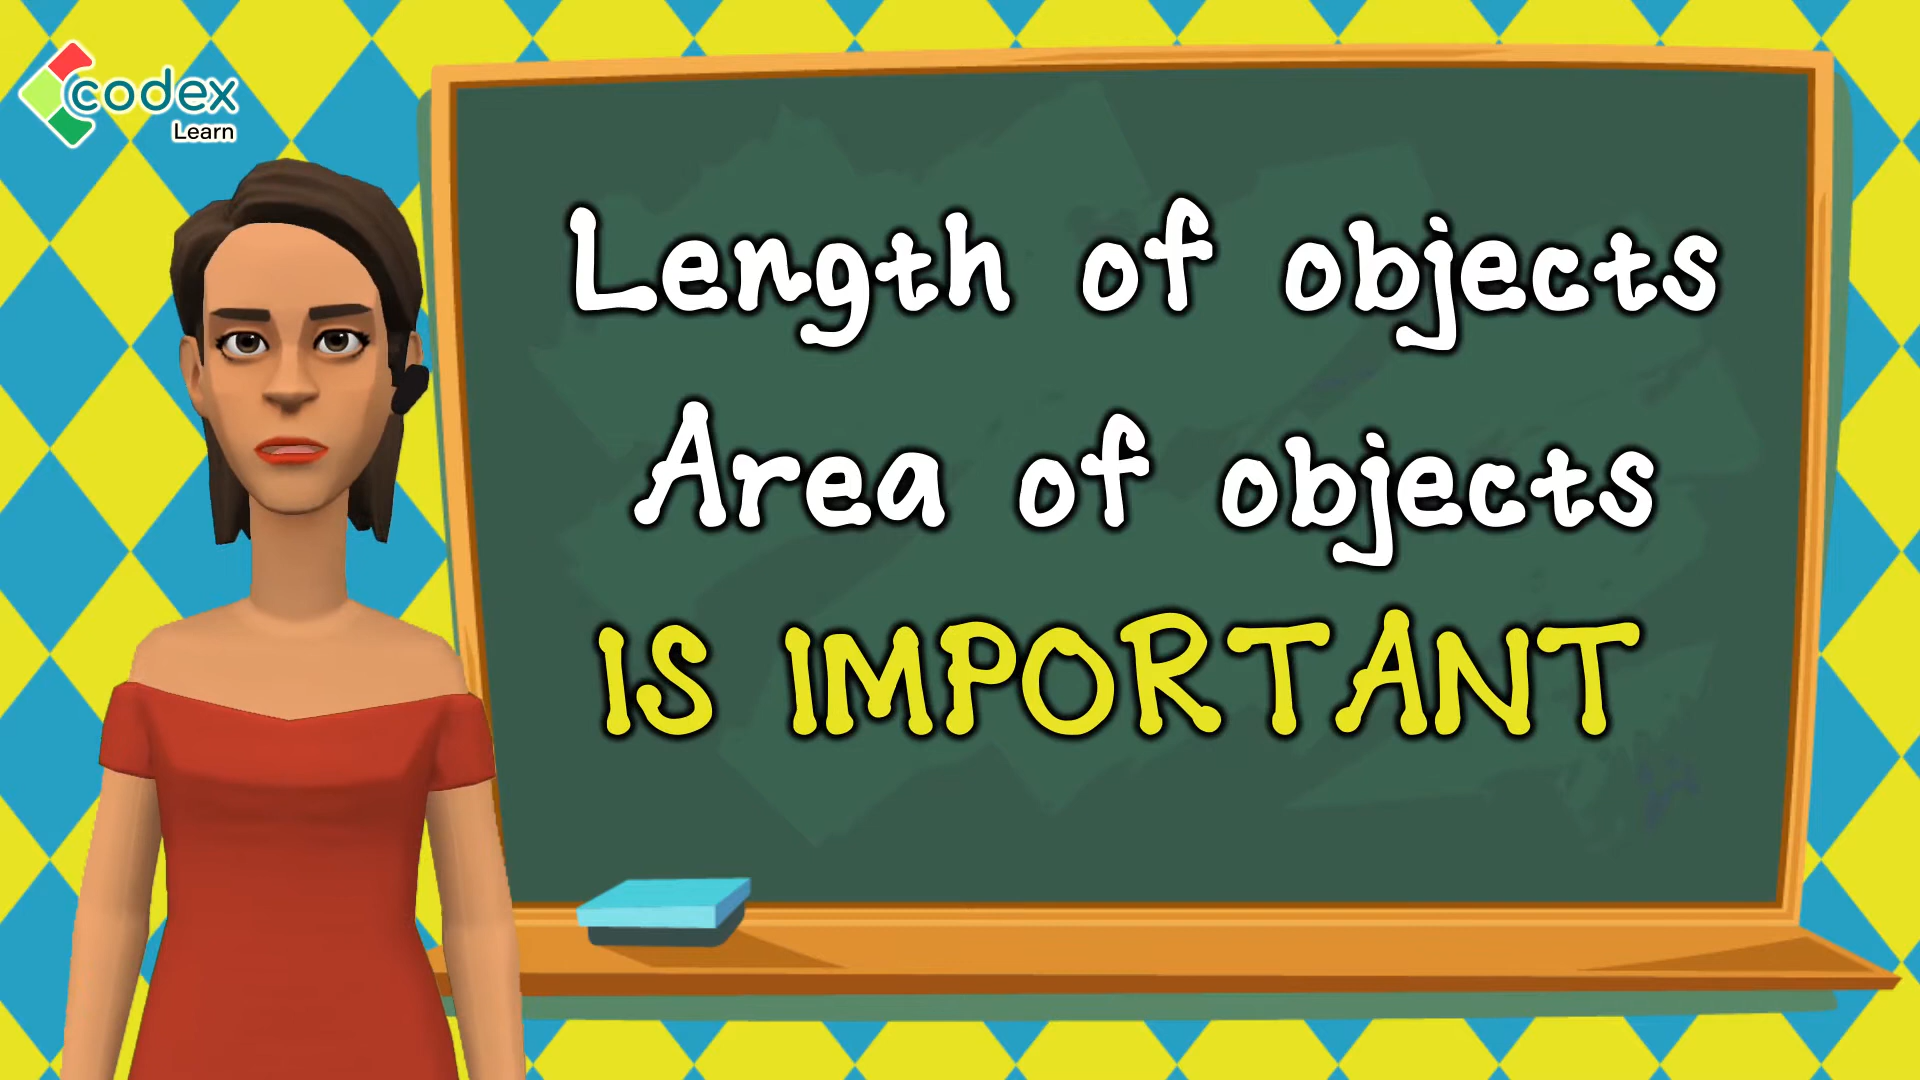 codex
Learn
Length of objects
Area of objects
IS IMPORTANT